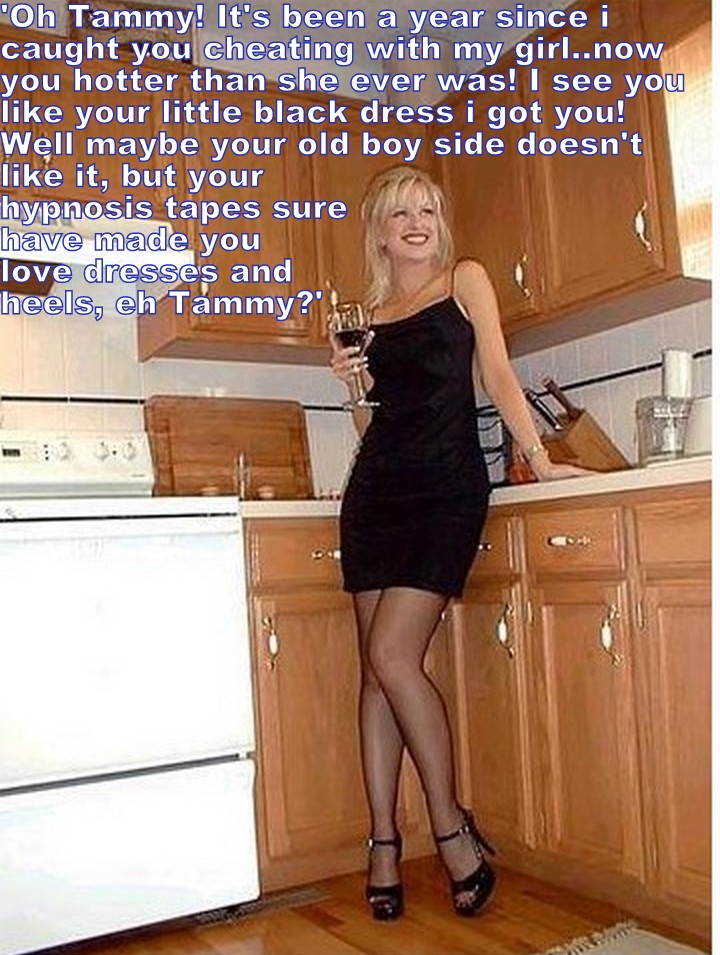 'Oh Tammy! It's been a year since i
caught you cheating with my girl..now
you hotter than she ever was! I see you
like your little black dress i got you!
Well maybe your old boy side doesn't
like it, but your
hypnosis tapes sure
have made you
love dresses and
heels, eh Tammy?'